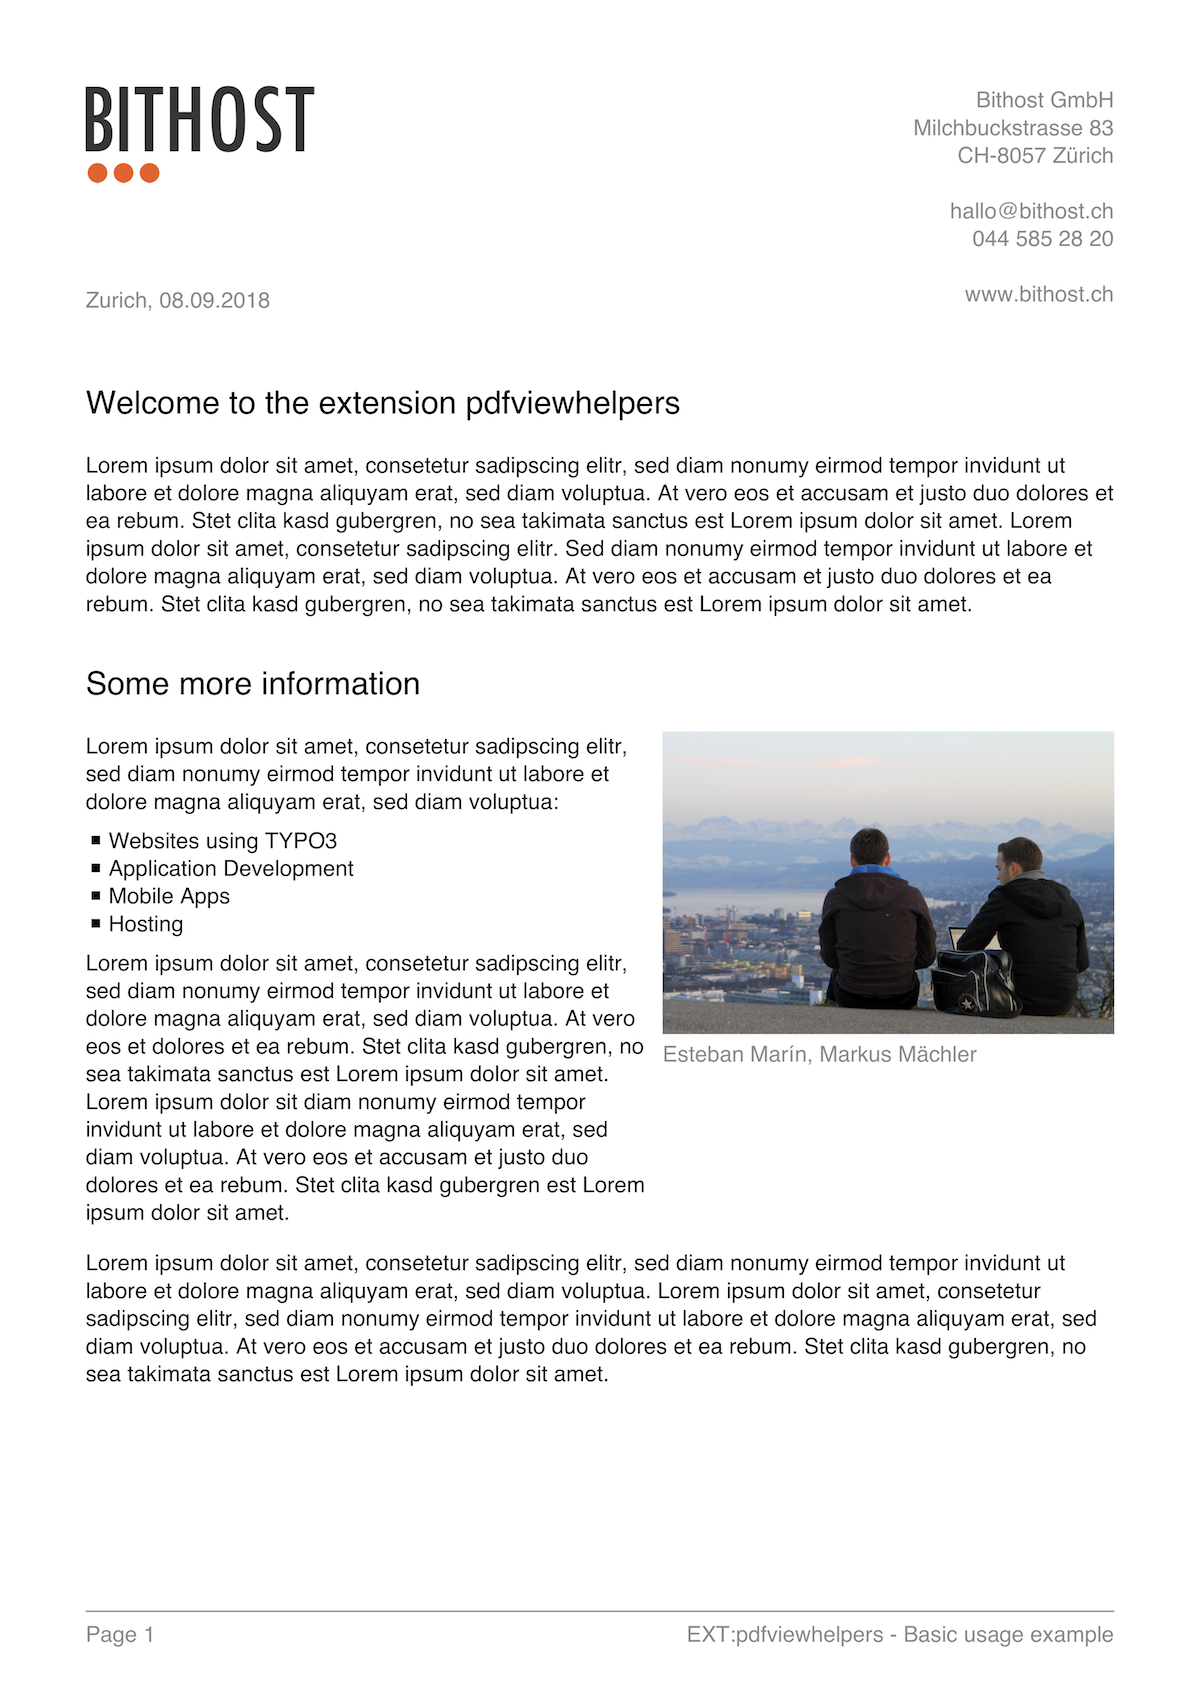 BITHOST
Bithost GmbH
Milchbuckstrasse 83
CH-8057 Zürich
hallo@bithost.ch
044 585 28 20
www.bithost.ch
Zurich, 08.09.2018
Welcome to the extension pdfviewhelpers
Lorem ipsum dolor sit amet, consetetur sadipscing elitr, sed diam nonumy eirmod tempor invidunt ut
labore et dolore magna aliquyam erat, sed diam voluptua. At vero eos et accusam et justo duo dolores et
ea rebum. Stet clita kasd gubergren, no sea takimata sanctus est Lorem ipsum dolor sit amet. Lorem
ipsum dolor sit amet, consetetur sadipscing elitr. Sed diam nonumy eirmod tempor invidunt ut labore et
dolore magna aliquyam erat, sed diam voluptua. At vero eos et accusam et justo duo dolores et ea
rebum. Stet clita kasd gubergren, no sea takimata sanctus est Lorem ipsum dolor sit amet.
Some more information
Lorem ipsum dolor sit amet, consetetur sadipscing elitr,
sed diam nonumy eirmod tempor invidunt ut labore et
dolore magna aliquyam erat, sed diam voluptua:
▪ Websites using TYPO3
▪ Application Development
▪ Mobile Apps
▪ Hosting
Lorem ipsum dolor sit amet, consetetur sadipscing elitr,
sed diam nonumy eirmod tempor invidunt ut labore et
dolore magna aliquyam erat, sed diam voluptua. At vero
eos et dolores et ea rebum. Stet clita kasd gubergren, no
sea takimata sanctus est Lorem ipsum dolor sit amet.
Lorem ipsum dolor sit diam nonumy eirmod tempor
invidunt ut labore et dolore magna aliquyam erat, sed
diam voluptua. At vero eos et accusam et justo duo
dolores et ea rebum. Stet clita kasd gubergren est Lorem
ipsum dolor sit amet.
Esteban Marín, Markus Mächler
Lorem ipsum dolor sit amet, consetetur sadipscing elitr, sed diam nonumy eirmod tempor invidunt ut
labore et dolore magna aliquyam erat, sed diam voluptua. Lorem ipsum dolor sit amet, consetetur
sadipscing elitr, sed diam nonumy eirmod tempor invidunt ut labore et dolore magna aliquyam erat, sed
diam voluptua. At vero eos et accusam et justo duo dolores et ea rebum. Stet clita kasd gubergren, no
sea takimata sanctus est Lorem ipsum dolor sit amet.
Page 1
EXT:pdfviewhelpers - Basic usage example